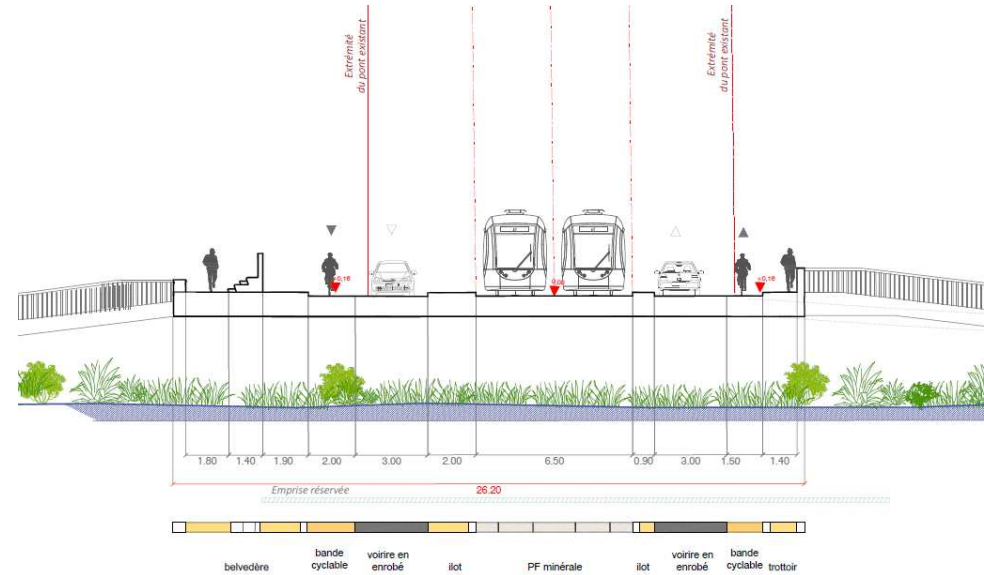 Extrémité
du pont existant
Extrémité
du pont existant
+0,16
0,00
+0,16
1.80
1.40
1.90
2.00
3.00
2.00
6.50
0.90
3.00
1.50
1.40
Emprise réservée
26.20
belvedère
bande
cyclable
voirire en
enrobé
ilot
PF minérale
ilot
voirire en
enrobé
bande
cyclable
trottoir